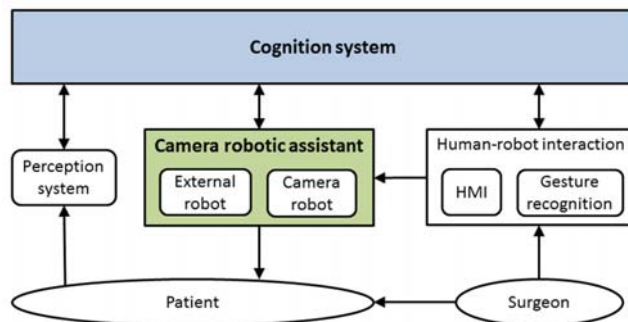 Cognition system
Camera robotic assistant
Human-robot interaction
Perception
system
External
robot
Camera
robot
HMI
Gesture
recognition
Patient
Surgeon